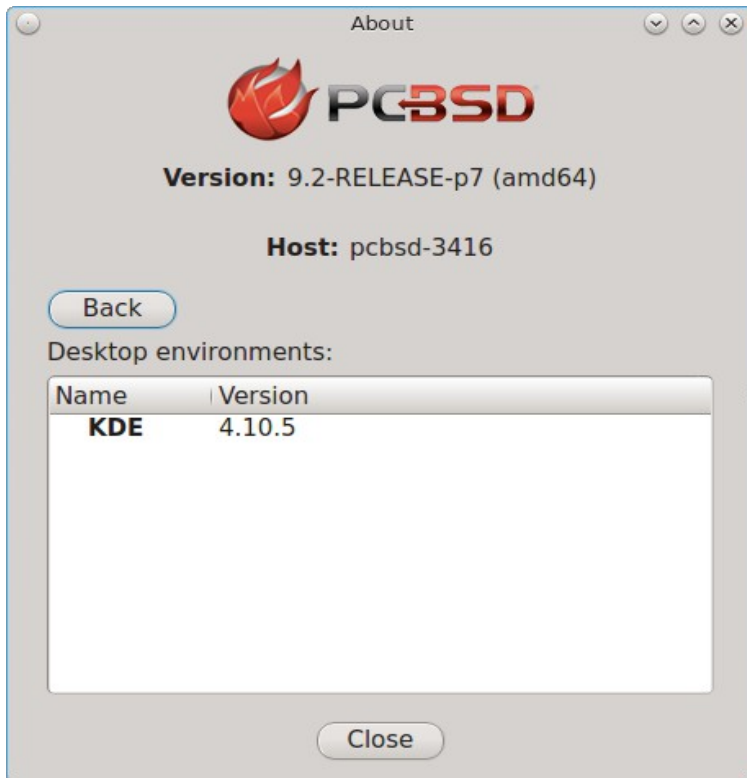 About
PCBSD
Version: 9.2-RELEASE-p7 (amd64)
Host: pcbsd-3416
Back
Desktop environments:
Name Version
KDE 4.10.5
Close